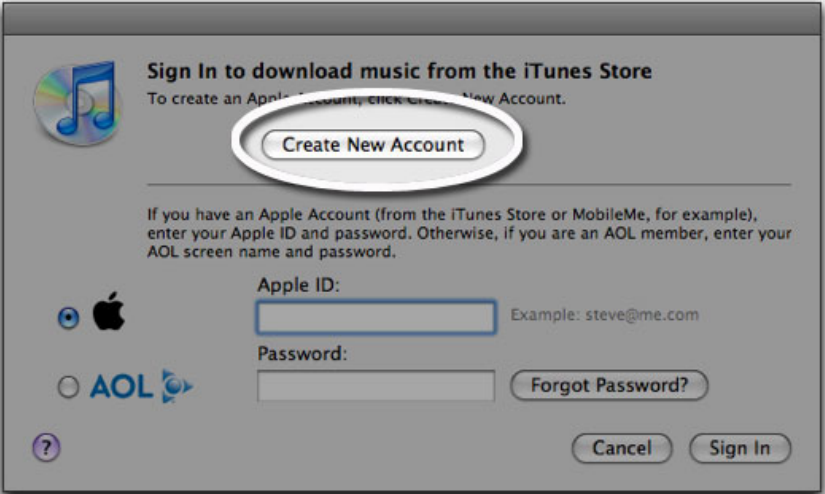 Sign In to download music from the iTunes Store
To create an Apple Account, click Create New Account.
Create New Account
If you have an Apple Account (from the iTunes Store or MobileMe, for example),
enter your Apple ID and password. Otherwise, if you are an AOL member, enter your
AOL screen name and password.
Apple ID:
Example: steve@me.com
Password:
AOL
Forgot Password?
?
Cancel
Sign In